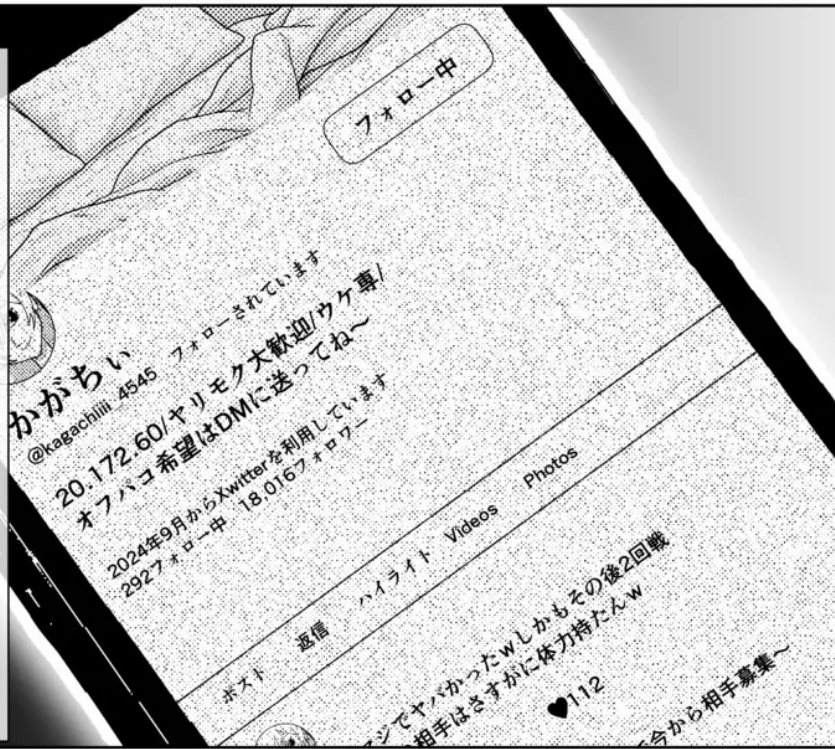 フォロー中
かがちぃ
@kagachiiii_4545 フォローされています
20.172.60/ヤリモク大歓迎/ウケ専/
オフパコ希望はDMに送ってね〜
2024年9月からXwitterを利用しています
292フォロー中 18,016フォロワー
ポスト 返信 ハイライト Videos Photos
ジでヤバかったwしかもその後2回戦
相手はさすがに体力持たんw
♥112
今から相手募集〜